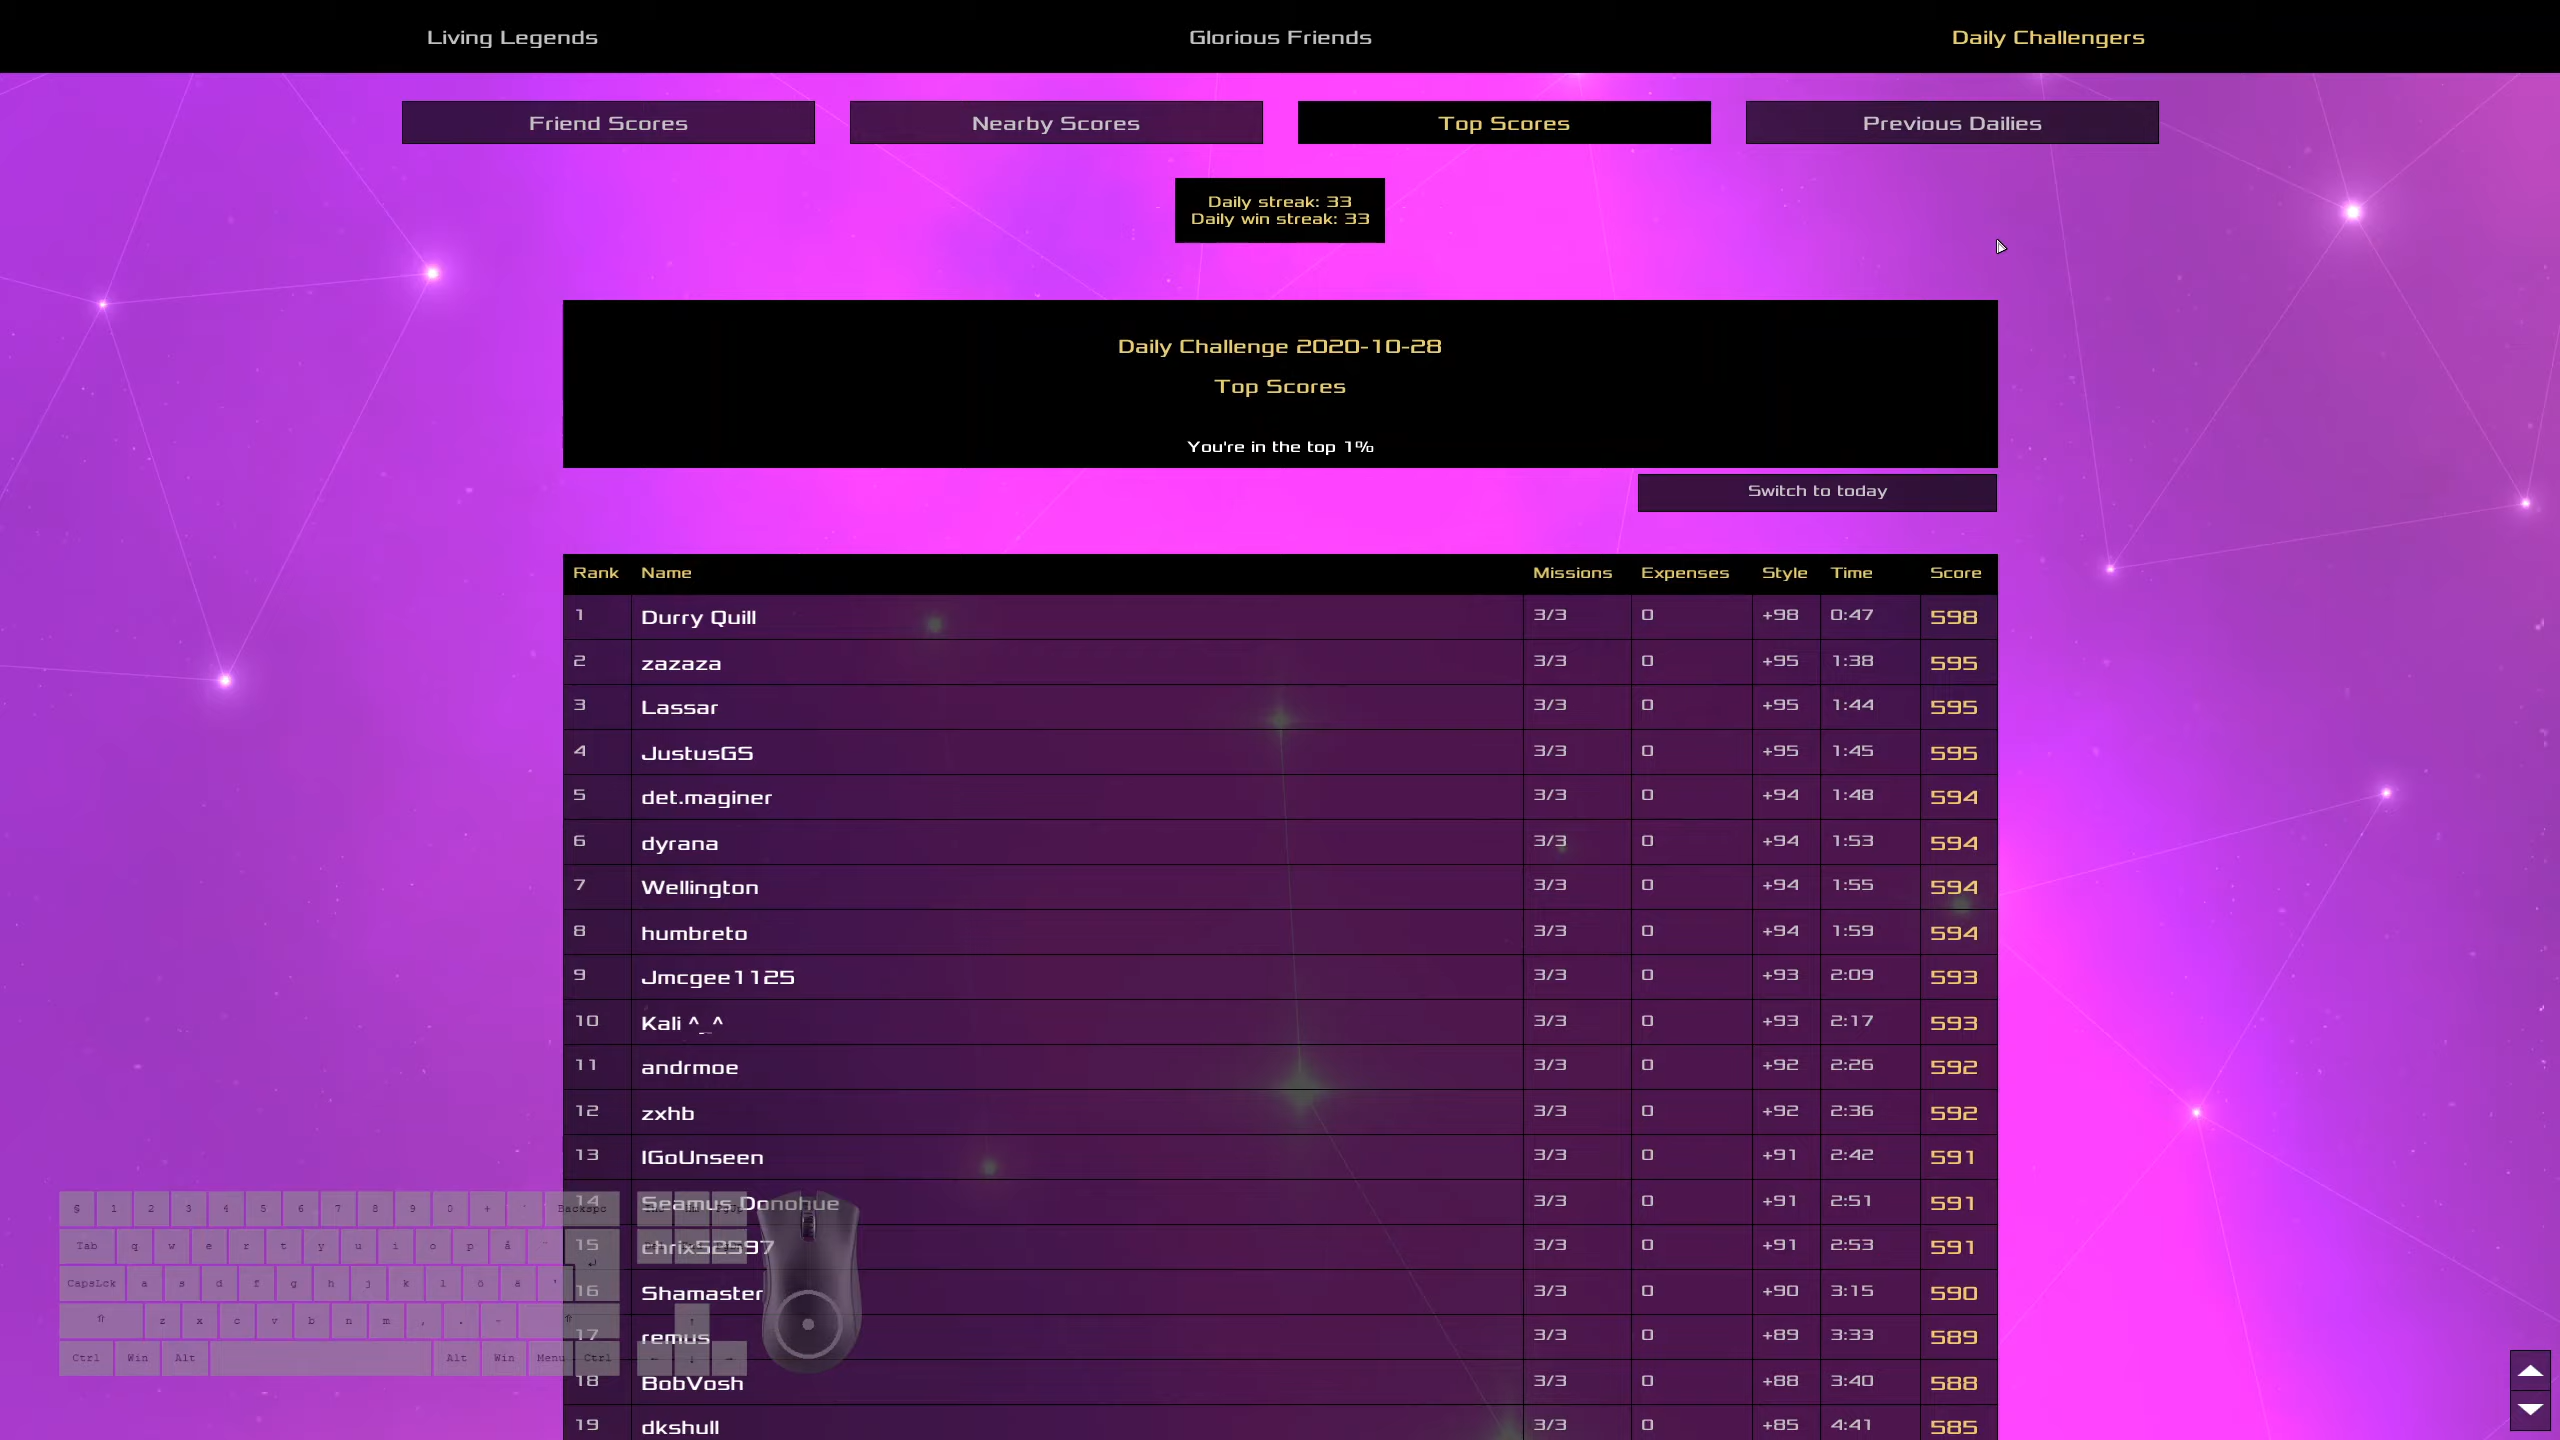 Living Legends Glorious Friends Daily Challengers
Friend Scores Nearby Scores Top Scores Previous Dailies
Daily streak: 33
Daily win streak: 33
Daily Challenge 2020-10-28
Top Scores
You're in the top 1%
Switch to today
Rank Name Missions Expenses Style Time Score
1 Durry Quill 3/3 0 +98 0:47 598
2 zazaza 3/3 0 +95 1:38 595
3 Lassar 3/3 0 +95 1:44 595
4 JustusGS 3/3 0 +95 1:45 595
5 det.maginer 3/3 0 +94 1:48 594
6 dyrana 3/3 0 +94 1:53 594
7 Wellington 3/3 0 +94 1:55 594
8 humbreto 3/3 0 +94 1:59 594
9 Jmcgee1125 3/3 0 +93 2:09 593
10 Kali ^_^ 3/3 0 +93 2:17 593
11 andrmoe 3/3 0 +92 2:26 592
12 zxhb 3/3 0 +92 2:36 592
13 IGoUnseen 3/3 0 +91 2:42 591
14 Seamus Donohue 3/3 0 +91 2:51 591
15 chrix52597 3/3 0 +91 2:53 591
16 Shamaster 3/3 0 +90 3:15 590
17 remus 3/3 0 +89 3:33 589
18 BobVosh 3/3 0 +88 3:40 588
19 dkshull 3/3 0 +85 4:41 585
§ 1 2 3 4 5 6 7 8 9 0 + ´ Backspc
Tab q w e r t y u i o p å ¨
CapsLck a s d f g h j k l ö ä '
z x c v b n m , . -
Ctrl Win Alt Alt Win Menu Ctrl